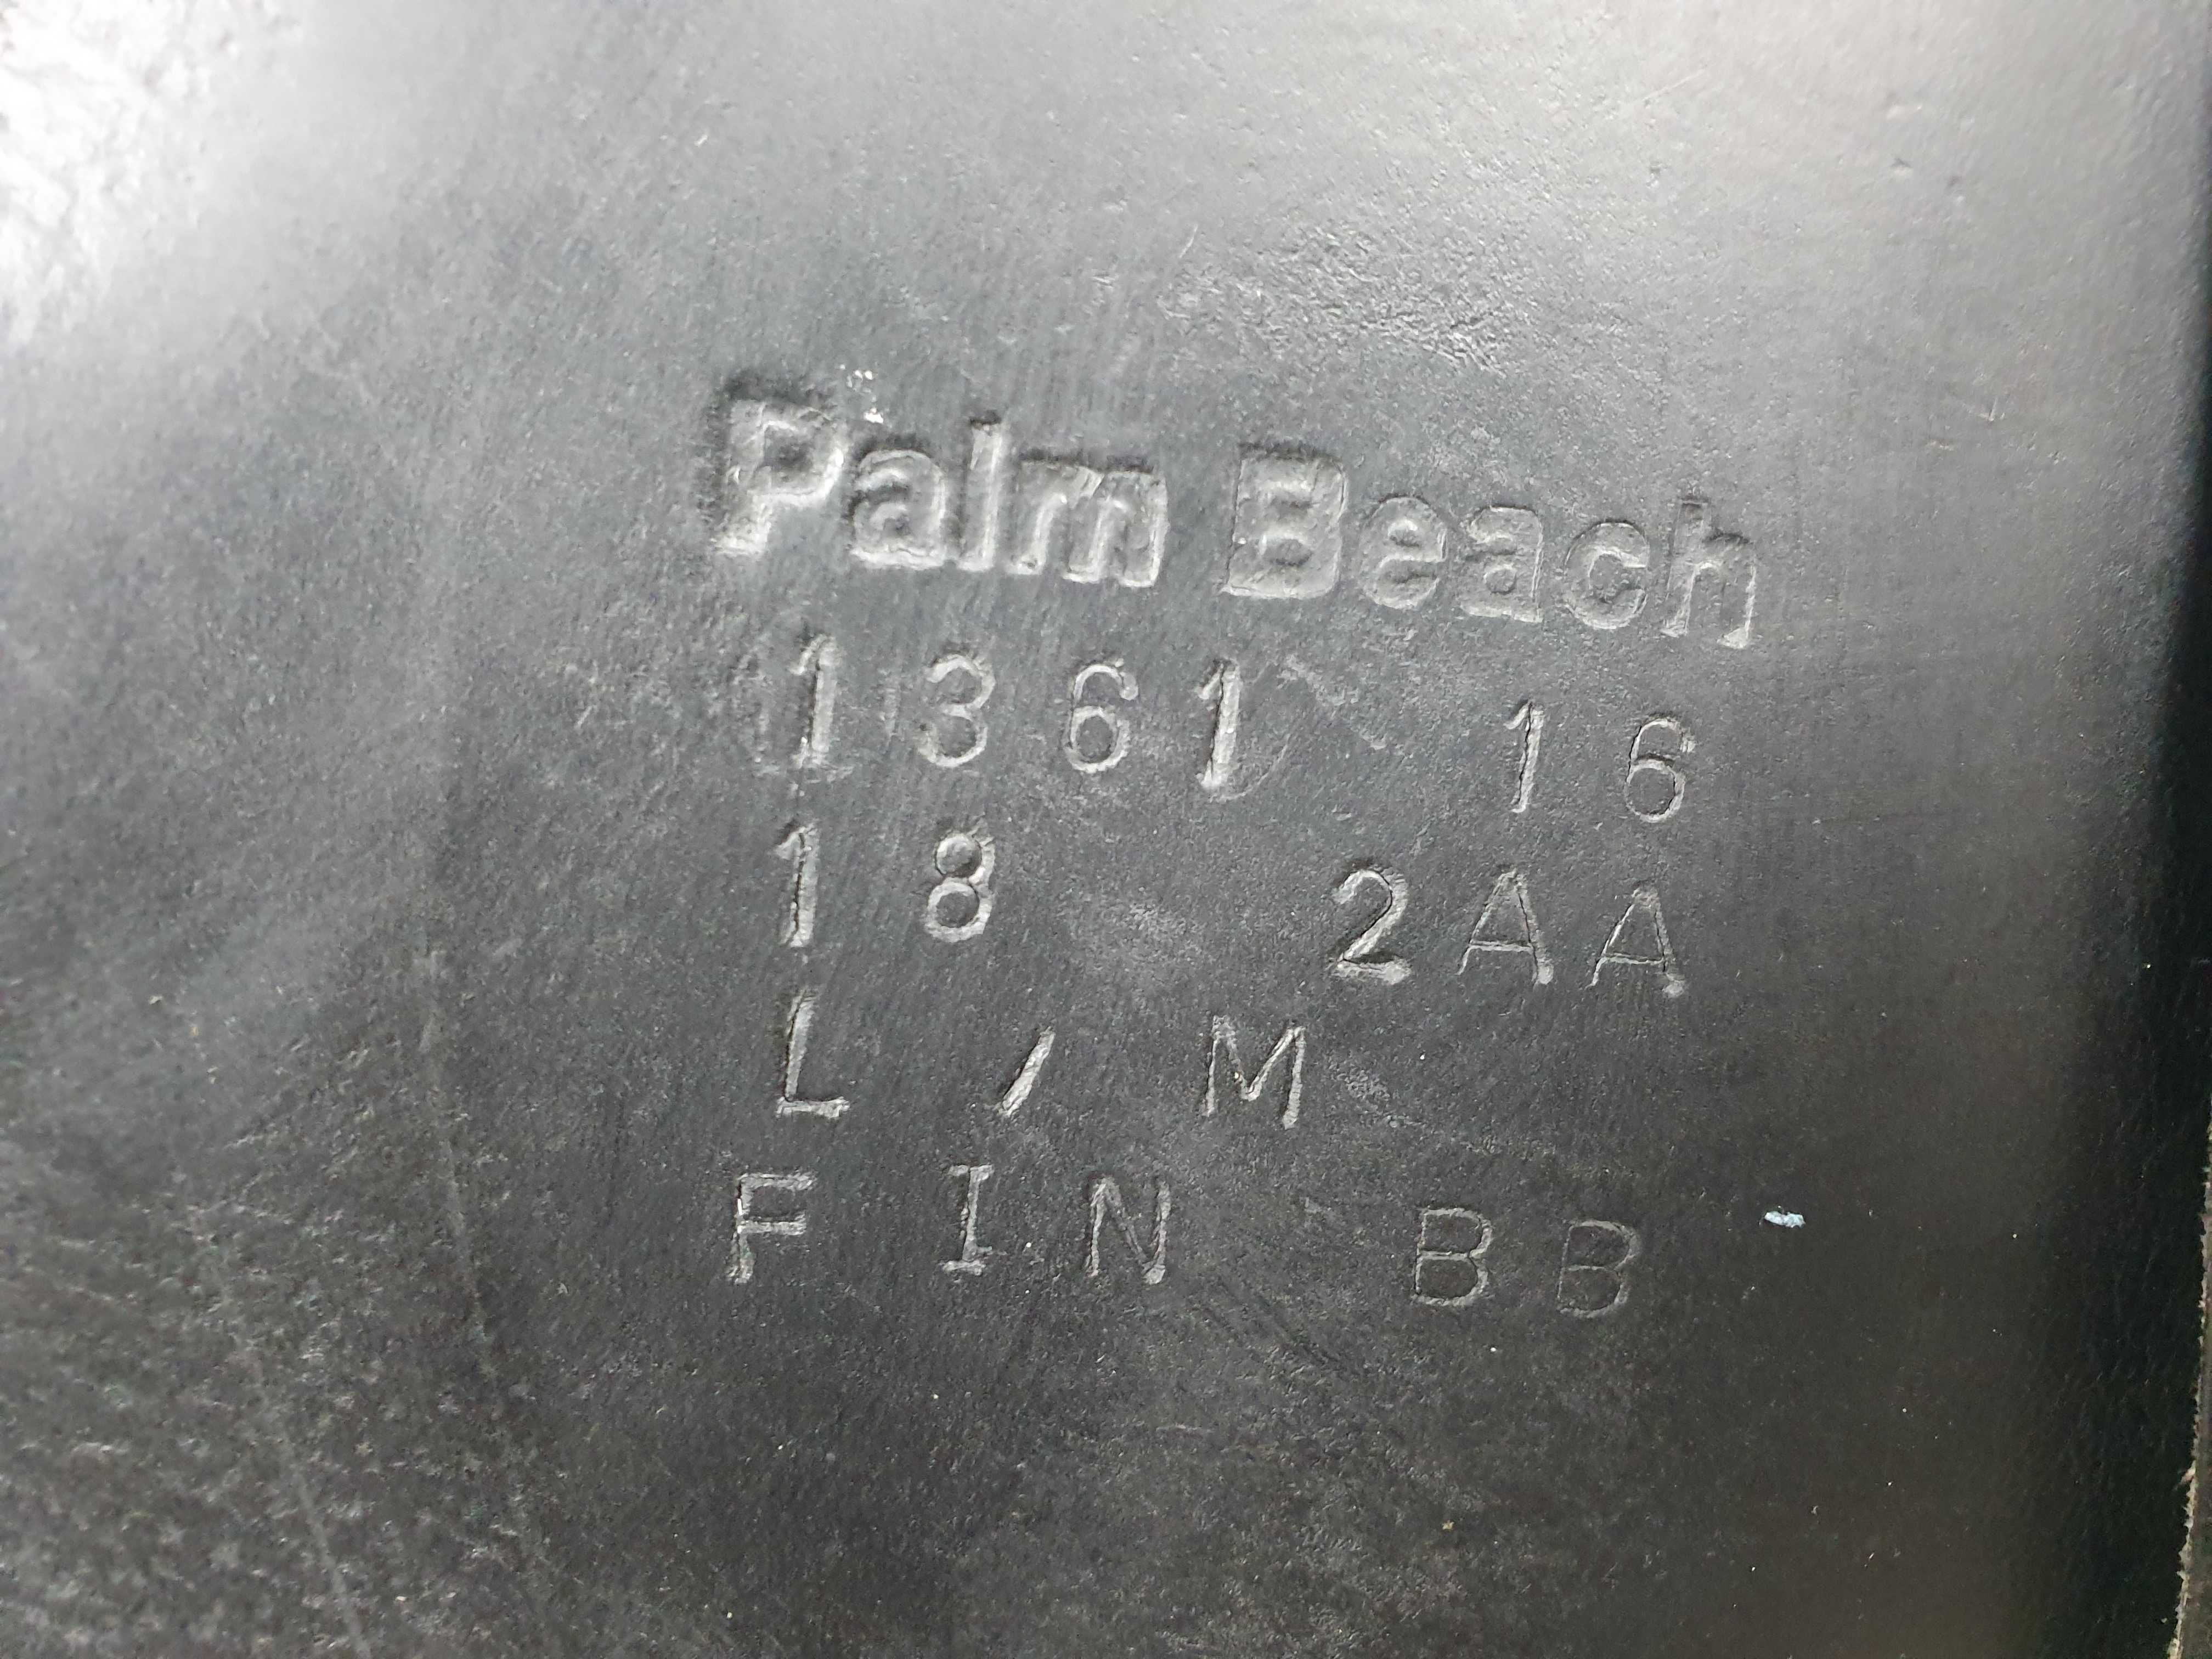 Palm Beach
1361 16
18 2AA
L / M
FIN BB